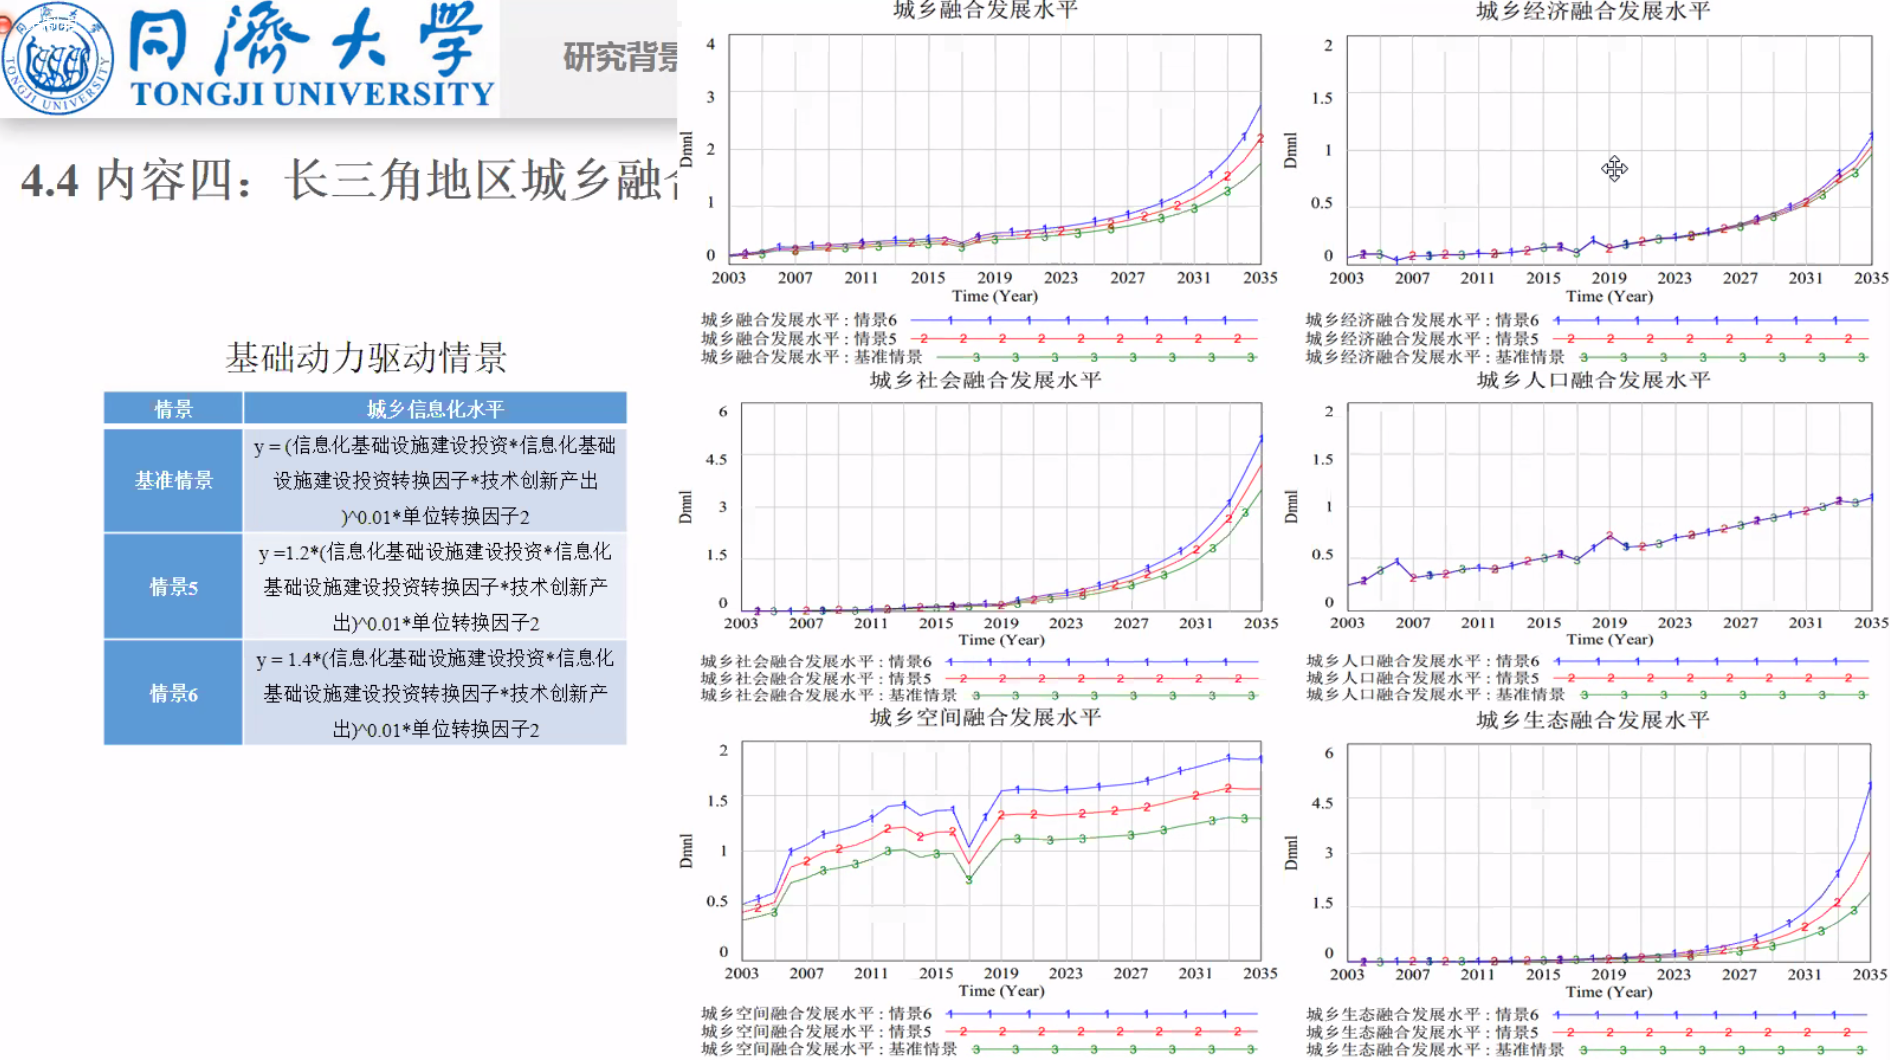 同濟大学
TONGJI UNIVERSITY
TONGJI UNIVERSITY
研究背景
4.4 内容四：长三角地区城乡融合
基础动力驱动情景
情景 城乡信息化水平
基准情景
y = (信息化基础设施建设投资*信息化基础
设施建设投资转换因子*技术创新产出
)^0.01*单位转换因子2
情景5
y =1.2*(信息化基础设施建设投资*信息化
基础设施建设投资转换因子*技术创新产
出)^0.01*单位转换因子2
情景6
y = 1.4*(信息化基础设施建设投资*信息化
基础设施建设投资转换因子*技术创新产
出)^0.01*单位转换因子2
城乡融合发展水平
4
3
2
1
0
Dmnl
2003 2007 2011 2015 2019 2023 2027 2031 2035
Time (Year)
城乡融合发展水平 : 情景6
城乡融合发展水平 : 情景5
城乡融合发展水平 : 基准情景
城乡经济融合发展水平
2
1.5
1
0.5
0
Dmnl
2003 2007 2011 2015 2019 2023 2027 2031 2035
Time (Year)
城乡经济融合发展水平 : 情景6
城乡经济融合发展水平 : 情景5
城乡经济融合发展水平 : 基准情景
城乡社会融合发展水平
6
4.5
3
1.5
0
Dmnl
2003 2007 2011 2015 2019 2023 2027 2031 2035
Time (Year)
城乡社会融合发展水平 : 情景6
城乡社会融合发展水平 : 情景5
城乡社会融合发展水平 : 基准情景
城乡人口融合发展水平
2
1.5
1
0.5
0
Dmnl
2003 2007 2011 2015 2019 2023 2027 2031 2035
Time (Year)
城乡人口融合发展水平 : 情景6
城乡人口融合发展水平 : 情景5
城乡人口融合发展水平 : 基准情景
城乡空间融合发展水平
2
1.5
1
0.5
0
Dmnl
2003 2007 2011 2015 2019 2023 2027 2031 2035
Time (Year)
城乡空间融合发展水平 : 情景6
城乡空间融合发展水平 : 情景5
城乡空间融合发展水平 : 基准情景
城乡生态融合发展水平
6
4.5
3
1.5
0
Dmnl
2003 2007 2011 2015 2019 2023 2027 2031 2035
Time (Year)
城乡生态融合发展水平 : 情景6
城乡生态融合发展水平 : 情景5
城乡生态融合发展水平 : 基准情景